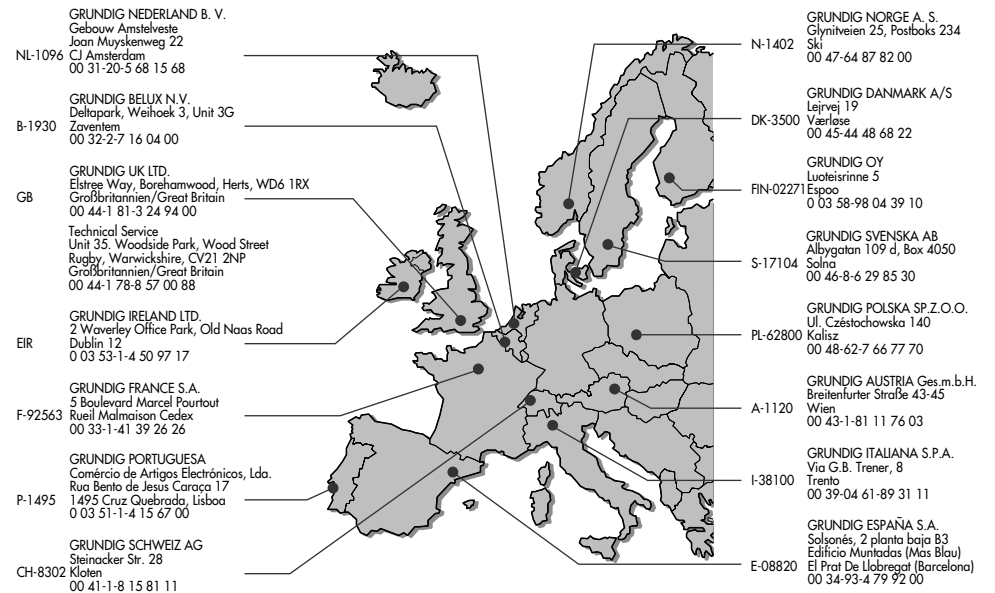 GRUNDIG NEDERLAND B. V.
Gebouw Amstelveste
Joan Muyskenweg 22
NL-1096 CJ Amsterdam
00 31-20-5 68 15 68
GRUNDIG BELUX N.V.
Deltapark, Weihoek 3, Unit 3G
B-1930 Zaventem
00 32-2-7 16 04 00
GRUNDIG UK LTD.
Elstree Way, Borehamwood, Herts, WD6 1RX
GB Großbritannien/Great Britain
00 44-1 81-3 24 94 00
Technical Service
Unit 35. Woodside Park, Wood Street
Rugby, Warwickshire, CV21 2NP
Großbritannien/Great Britain
00 44-1 78-8 57 00 88
GRUNDIG IRELAND LTD.
2 Waverley Office Park, Old Naas Road
EIR Dublin 12
0 03 53-1-4 50 97 17
GRUNDIG FRANCE S.A.
5 Boulevard Marcel Pourtout
F-92563 Rueil Malmaison Cedex
00 33-1-41 39 26 26
GRUNDIG PORTUGUESA
Comércio de Artigos Electrónicos, Lda.
Rua Bento de Jesus Caraça 17
P-1495 1495 Cruz Quebrada, Lisboa
0 03 51-1-4 15 67 00
GRUNDIG SCHWEIZ AG
Steinacker Str. 28
CH-8302 Kloten
00 41-1-8 15 81 11
GRUNDIG NORGE A. S.
Glynitveien 25, Postboks 234
N-1402 Ski
00 47-64 87 82 00
GRUNDIG DANMARK A/S
Lejrvej 19
DK-3500 Værløse
00 45-44 48 68 22
GRUNDIG OY
Luoteisrinne 5
FIN-02271 Espoo
0 03 58-98 04 39 10
GRUNDIG SVENSKA AB
Albygatan 109 d, Box 4050
S-17104 Solna
00 46-8-6 29 85 30
GRUNDIG POLSKA SP.Z.O.O.
Ul. Czéstochowska 140
PL-62800 Kalisz
00 48-62-7 66 77 70
GRUNDIG AUSTRIA Ges.m.b.H.
Breitenfurter Straße 43-45
A-1120 Wien
00 43-1-81 11 76 03
GRUNDIG ITALIANA S.P.A.
Via G.B. Trener, 8
I-38100 Trento
00 39-04 61-89 31 11
GRUNDIG ESPAÑA S.A.
Solsonés, 2 planta baja B3
Edificio Muntadas (Mas Blau)
E-08820 El Prat De Llobregat (Barcelona)
00 34-93-4 79 92 00